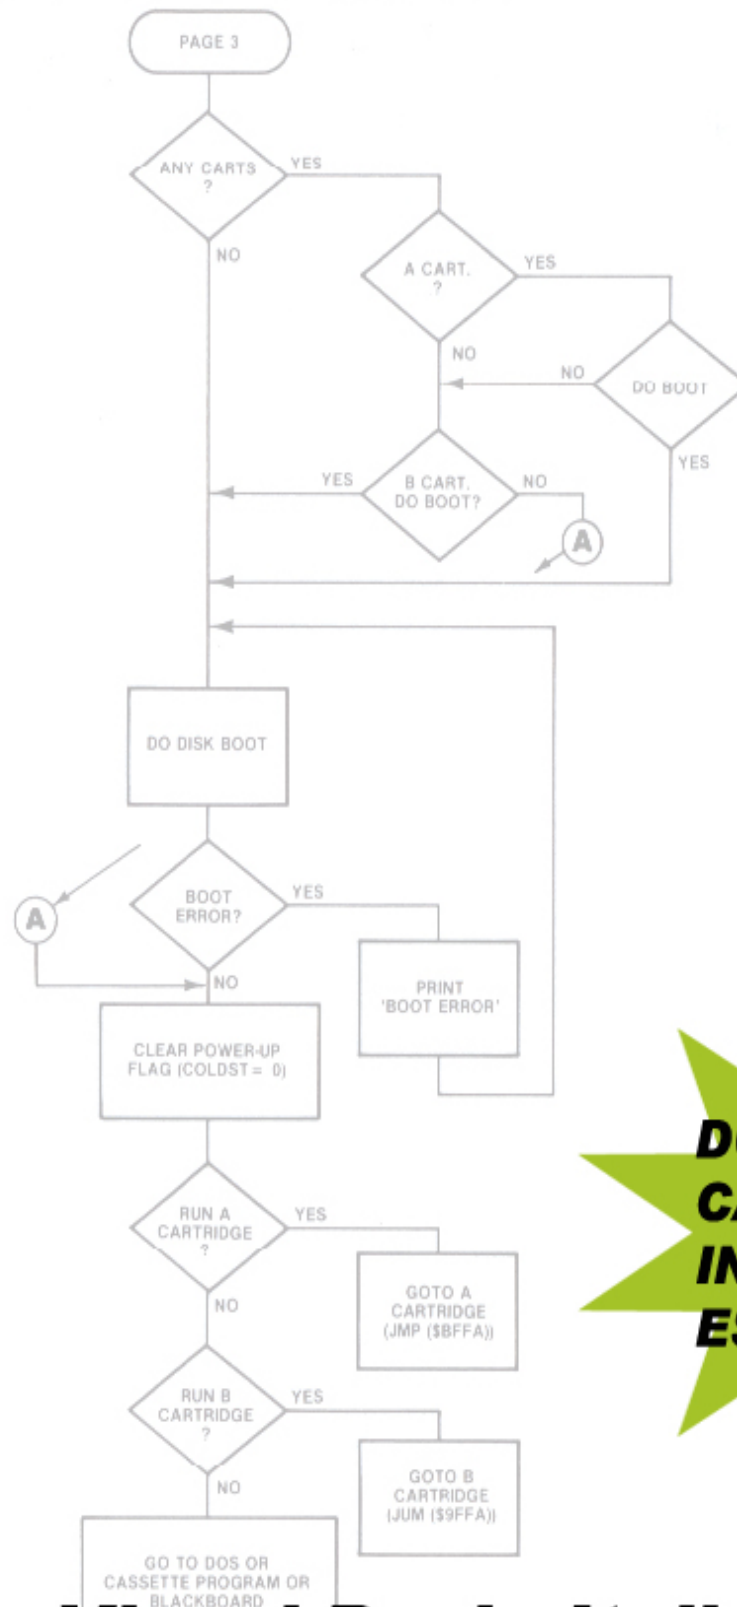 PAGE 3
ANY CARTS
?
YES
NO
A CART.
?
YES
NO
DO BOOT
NO
YES
B CART.
DO BOOT?
YES
NO
A
DO DISK BOOT
BOOT
ERROR?
YES
A
NO
PRINT
'BOOT ERROR'
CLEAR POWER-UP
FLAG (COLDST = 0)
RUN A
CARTRIDGE
?
YES
NO
GOTO A
CARTRIDGE
(JMP ($BFFA))
RUN B
CARTRIDGE
?
YES
NO
GOTO B
CARTRIDGE
(JUM ($9FFA))
GO TO DOS OR
CASSETTE PROGRAM OR
BLACKBOARD